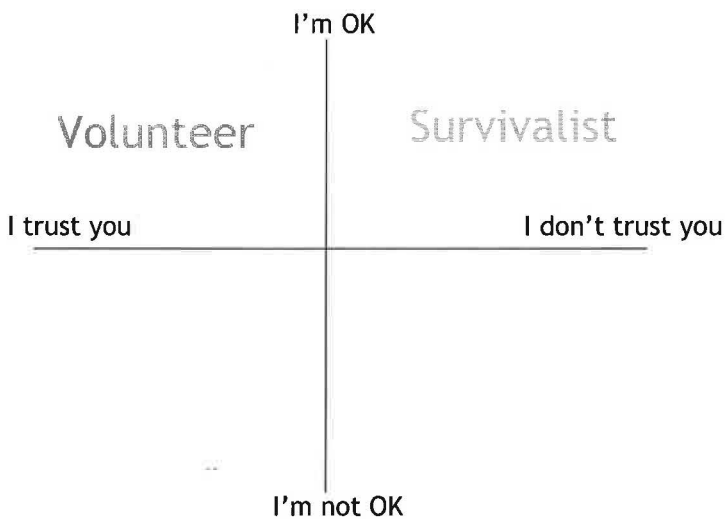 I'm OK
Volunteer
Survivalist
I trust you
I don't trust you
I'm not OK